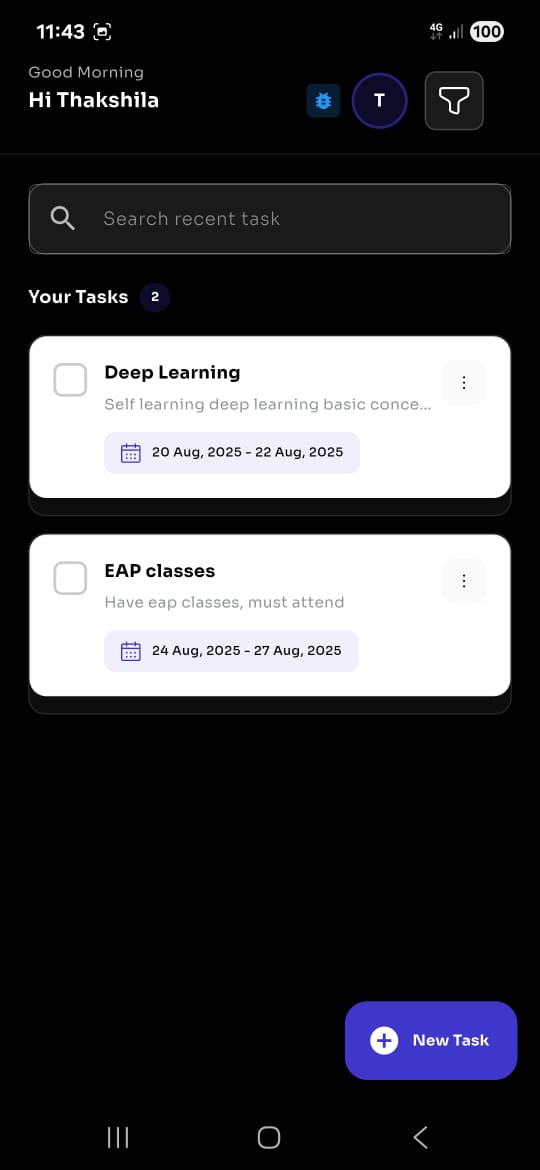 11:43
4G
100
Good Morning
Hi Thakshila
T
Search recent task
Your Tasks 2
Deep Learning
Self learning deep learning basic conce...
20 Aug, 2025 - 22 Aug, 2025
EAP classes
Have eap classes, must attend
24 Aug, 2025 - 27 Aug, 2025
New Task